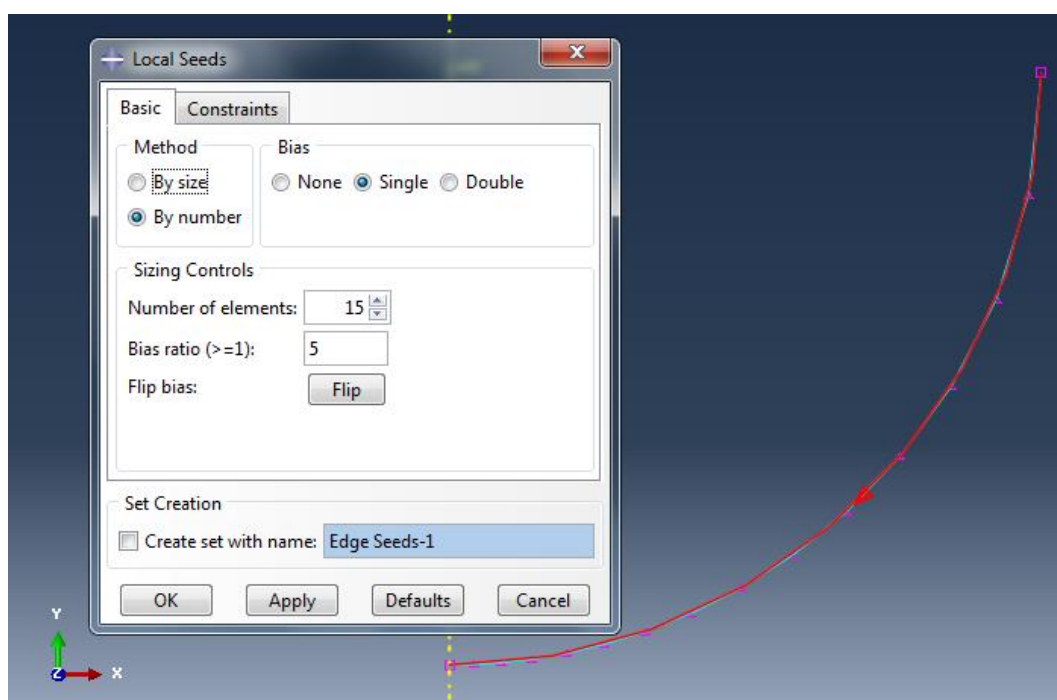 Local Seeds
Basic Constraints
Method Bias
By size None Single Double
By number
Sizing Controls
Number of elements: 15
Bias ratio (>=1): 5
Flip bias: Flip
Set Creation
Create set with name: Edge Seeds-1
OK Apply Defaults Cancel
Y
Z X